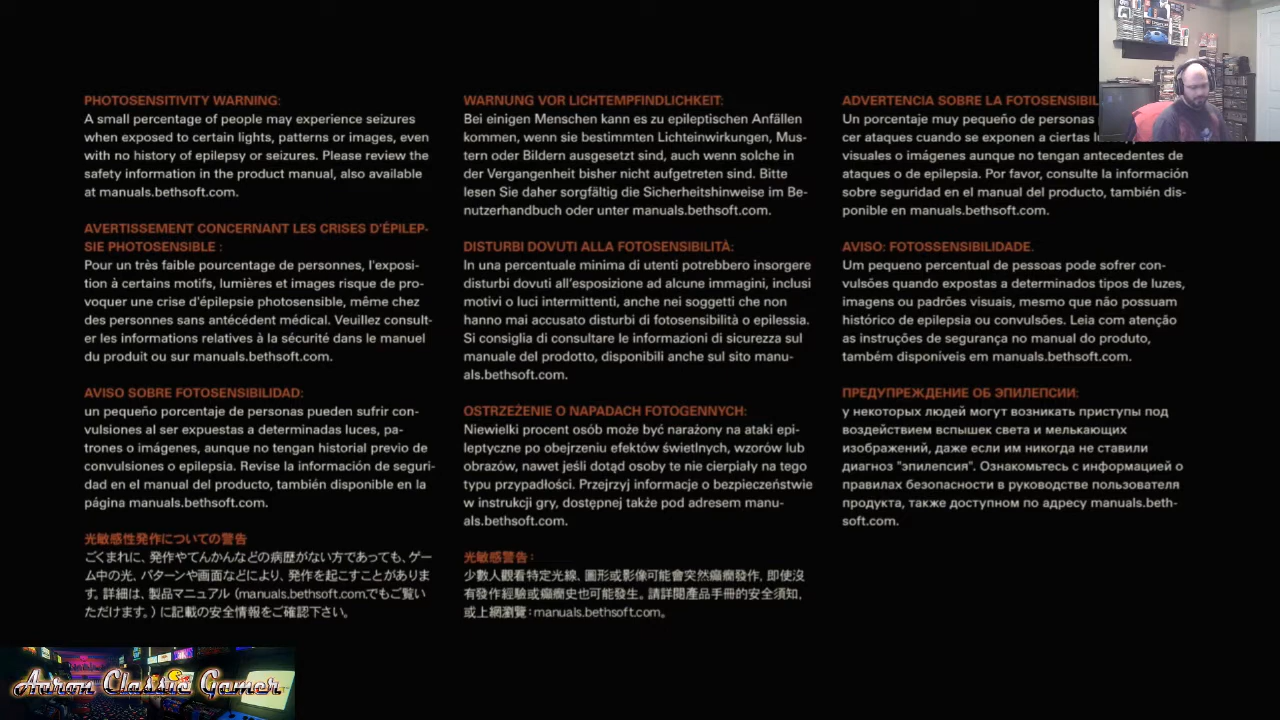 PHOTOSENSITIVITY WARNING:
A small percentage of people may experience seizures
when exposed to certain lights, patterns or images, even
with no history of epilepsy or seizures. Please review the
safety information in the product manual, also available
at manuals.bethsoft.com.
AVERTISSEMENT CONCERNANT LES CRISES D'ÉPILEP-
SIE PHOTOSENSIBLE :
Pour un très faible pourcentage de personnes, l'exposi-
tion à certains motifs, lumières et images risque de pro-
voquer une crise d'épilepsie photosensible, même chez
des personnes sans antécédent médical. Veuillez consult-
er les informations relatives à la sécurité dans le manuel
du produit ou sur manuals.bethsoft.com.
AVISO SOBRE FOTOSENSIBILIDAD:
un pequeño porcentaje de personas pueden sufrir con-
vulsiones al ser expuestas a determinadas luces, pa-
trones o imágenes, aunque no tengan historial previo de
convulsiones o epilepsia. Revise la información de seguri-
dad en el manual del producto, también disponible en la
página manuals.bethsoft.com.
光敏感性発作についての警告
ごくまれに、発作やてんかんなどの病歴がない方であっても、ゲー
ム中の光、パターンや画面などにより、発作を起こすことがありま
す。詳細は、製品マニュアル（manuals.bethsoft.comでもご覧い
ただけます。）に記載の安全情報をご確認下さい。
WARNUNG VOR LICHTEMPFINDLICHKEIT:
Bei einigen Menschen kann es zu epileptischen Anfällen
kommen, wenn sie bestimmten Lichteinwirkungen, Mus-
tern oder Bildern ausgesetzt sind, auch wenn solche in
der Vergangenheit bisher nicht aufgetreten sind. Bitte
lesen Sie daher sorgfältig die Sicherheitshinweise im Be-
nutzerhandbuch oder unter manuals.bethsoft.com.
DISTURBI DOVUTI ALLA FOTOSENSIBILITÀ:
In una percentuale minima di utenti potrebbero insorgere
disturbi dovuti all'esposizione ad alcune immagini, inclusi
motivi o luci intermittenti, anche nei soggetti che non
hanno mai accusato disturbi di fotosensibilità o epilessia.
Si consiglia di consultare le informazioni di sicurezza sul
manuale del prodotto, disponibili anche sul sito manu-
als.bethsoft.com.
OSTRZEŻENIE O NAPADACH FOTOGENNYCH:
Niewielki procent osób może być narażony na ataki epi-
leptyczne po obejrzeniu efektów świetlnych, wzorów lub
obrazów, nawet jeśli dotąd osoby te nie cierpiały na tego
typu przypadłości. Przejrzyj informacje o bezpieczeństwie
w instrukcji gry, dostępnej także pod adresem manu-
als.bethsoft.com.
光敏感警告：
少數人觀看特定光線、圖形或影像可能會突然癲癇發作，即使沒
有發作經驗或癲癇史也可能發生。請詳閱產品手冊的安全須知，
或上網瀏覽：manuals.bethsoft.com。
ADVERTENCIA SOBRE LA FOTOSENSIBIL
Un porcentaje muy pequeño de personas
cer ataques cuando se exponen a ciertas
visuales o imágenes aunque no tengan antecedentes de
ataques o de epilepsia. Por favor, consulte la información
sobre seguridad en el manual del producto, también dis-
ponible en manuals.bethsoft.com.
AVISO: FOTOSSENSIBILIDADE.
Um pequeno percentual de pessoas pode sofrer con-
vulsões quando expostas a determinados tipos de luzes,
imagens ou padrões visuais, mesmo que não possuam
histórico de epilepsia ou convulsões. Leia com atenção
as instruções de segurança no manual do produto,
também disponíveis em manuals.bethsoft.com.
ПРЕДУПРЕЖДЕНИЕ ОБ ЭПИЛЕПСИИ:
у некоторых людей могут возникать приступы под
воздействием вспышек света и мелькающих
изображений, даже если им никогда не ставили
диагноз "эпилепсия". Ознакомьтесь с информацией о
правилах безопасности в руководстве пользователя
продукта, также доступном по адресу manuals.beth-
soft.com.
Auron Classic Gamer